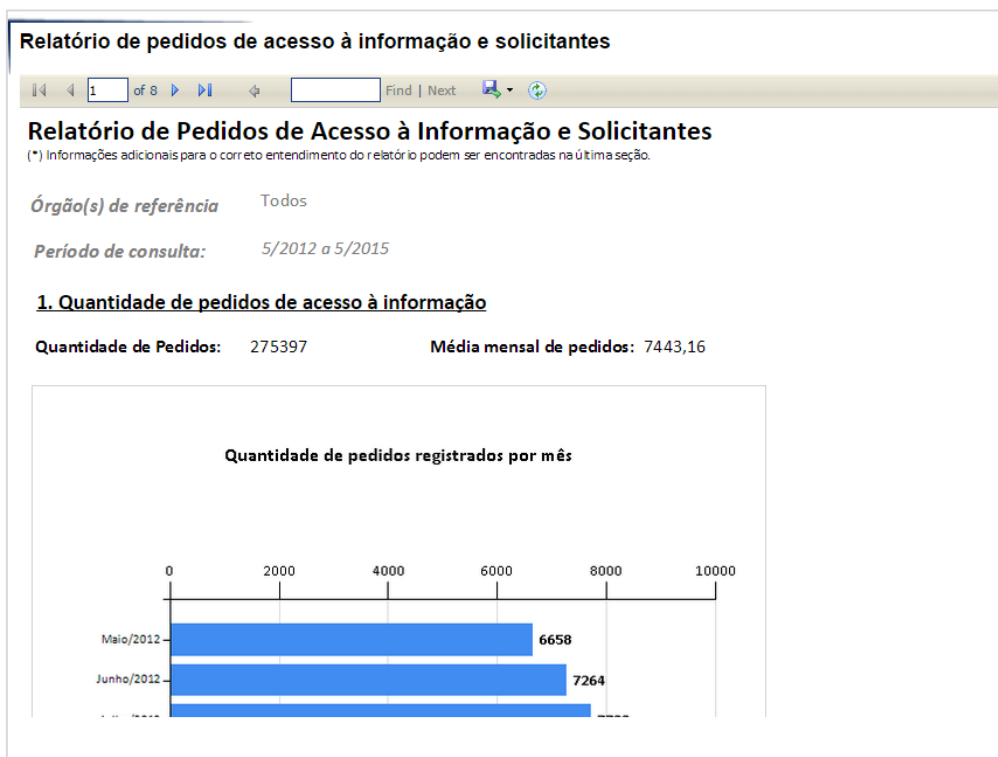 Relatório de pedidos de acesso à informação e solicitantes
1 of 8 Find | Next
Relatório de Pedidos de Acesso à Informação e Solicitantes
(*) Informações adicionais para o correto entendimento do relatório podem ser encontradas na última seção.
Órgão(s) de referência Todos
Período de consulta: 5/2012 a 5/2015
1. Quantidade de pedidos de acesso à informação
Quantidade de Pedidos: 275397 Média mensal de pedidos: 7443,16
Quantidade de pedidos registrados por mês
0 2000 4000 6000 8000 10000
Maio/2012 6658
Junho/2012 7264